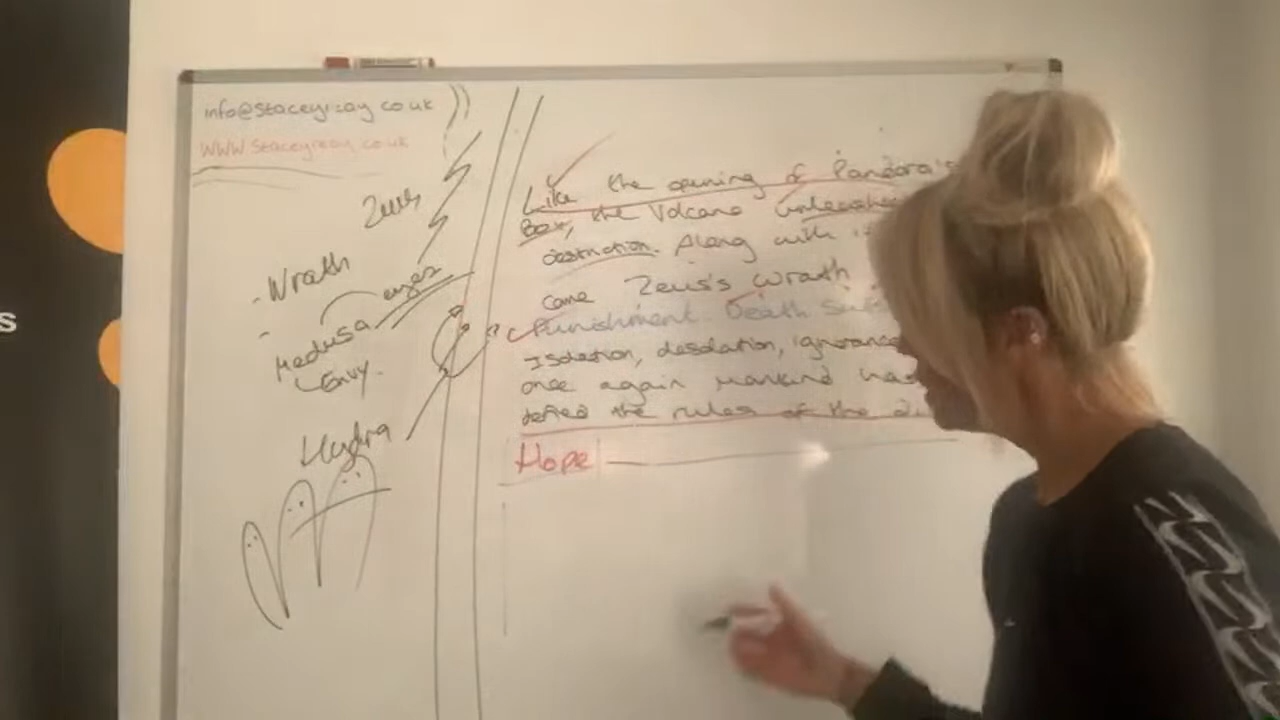 s
info@staceyreay.co.uk
www.staceyreay.co.uk
Zeus
- Wrath
- Medusa eyes
Envy.
Hydra
Like the opening of Pandora's
Box, the Volcano unleashed
destruction. Along with it
came Zeus's wrath
Punishment. Death
Isolation, desolation, ignorance
once again mankind had
defied the rules of the
Hope